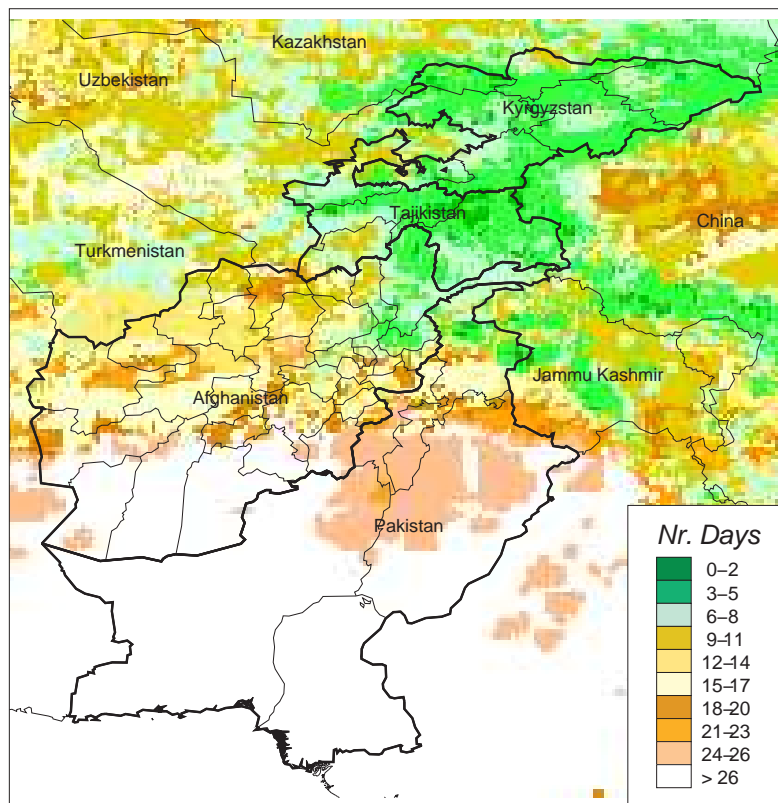 Kazakhstan
Uzbekistan
Kyrgyzstan
Tajikistan
China
Turkmenistan
Jammu Kashmir
Afghanistan
Pakistan
Nr. Days
0–2
3–5
6–8
9–11
12–14
15–17
18–20
21–23
24–26
> 26